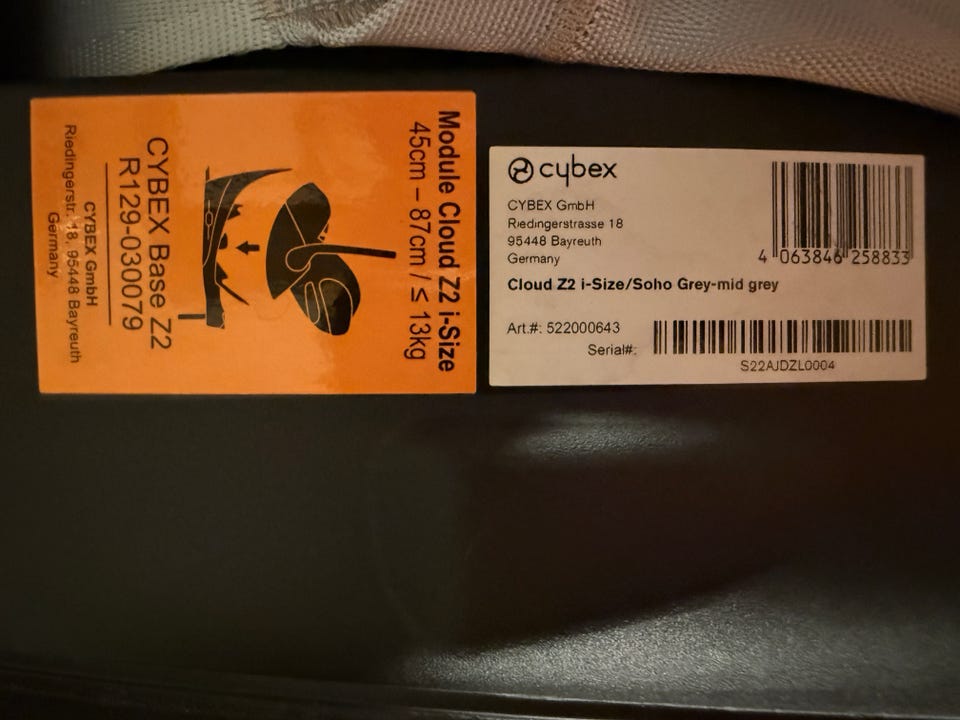 Module Cloud Z2 i-Size
45cm – 87cm / ≤ 13kg
CYBEX Base Z2
R129-030079
CYBEX GmbH
Riedingerstr. 18, 95448 Bayreuth
Germany
cybex
CYBEX GmbH
Riedingerstrasse 18
95448 Bayreuth
Germany
4 063846 258833
Cloud Z2 i-Size/Soho Grey-mid grey
Art.#: 522000643
Serial#:
S22AJDZL0004